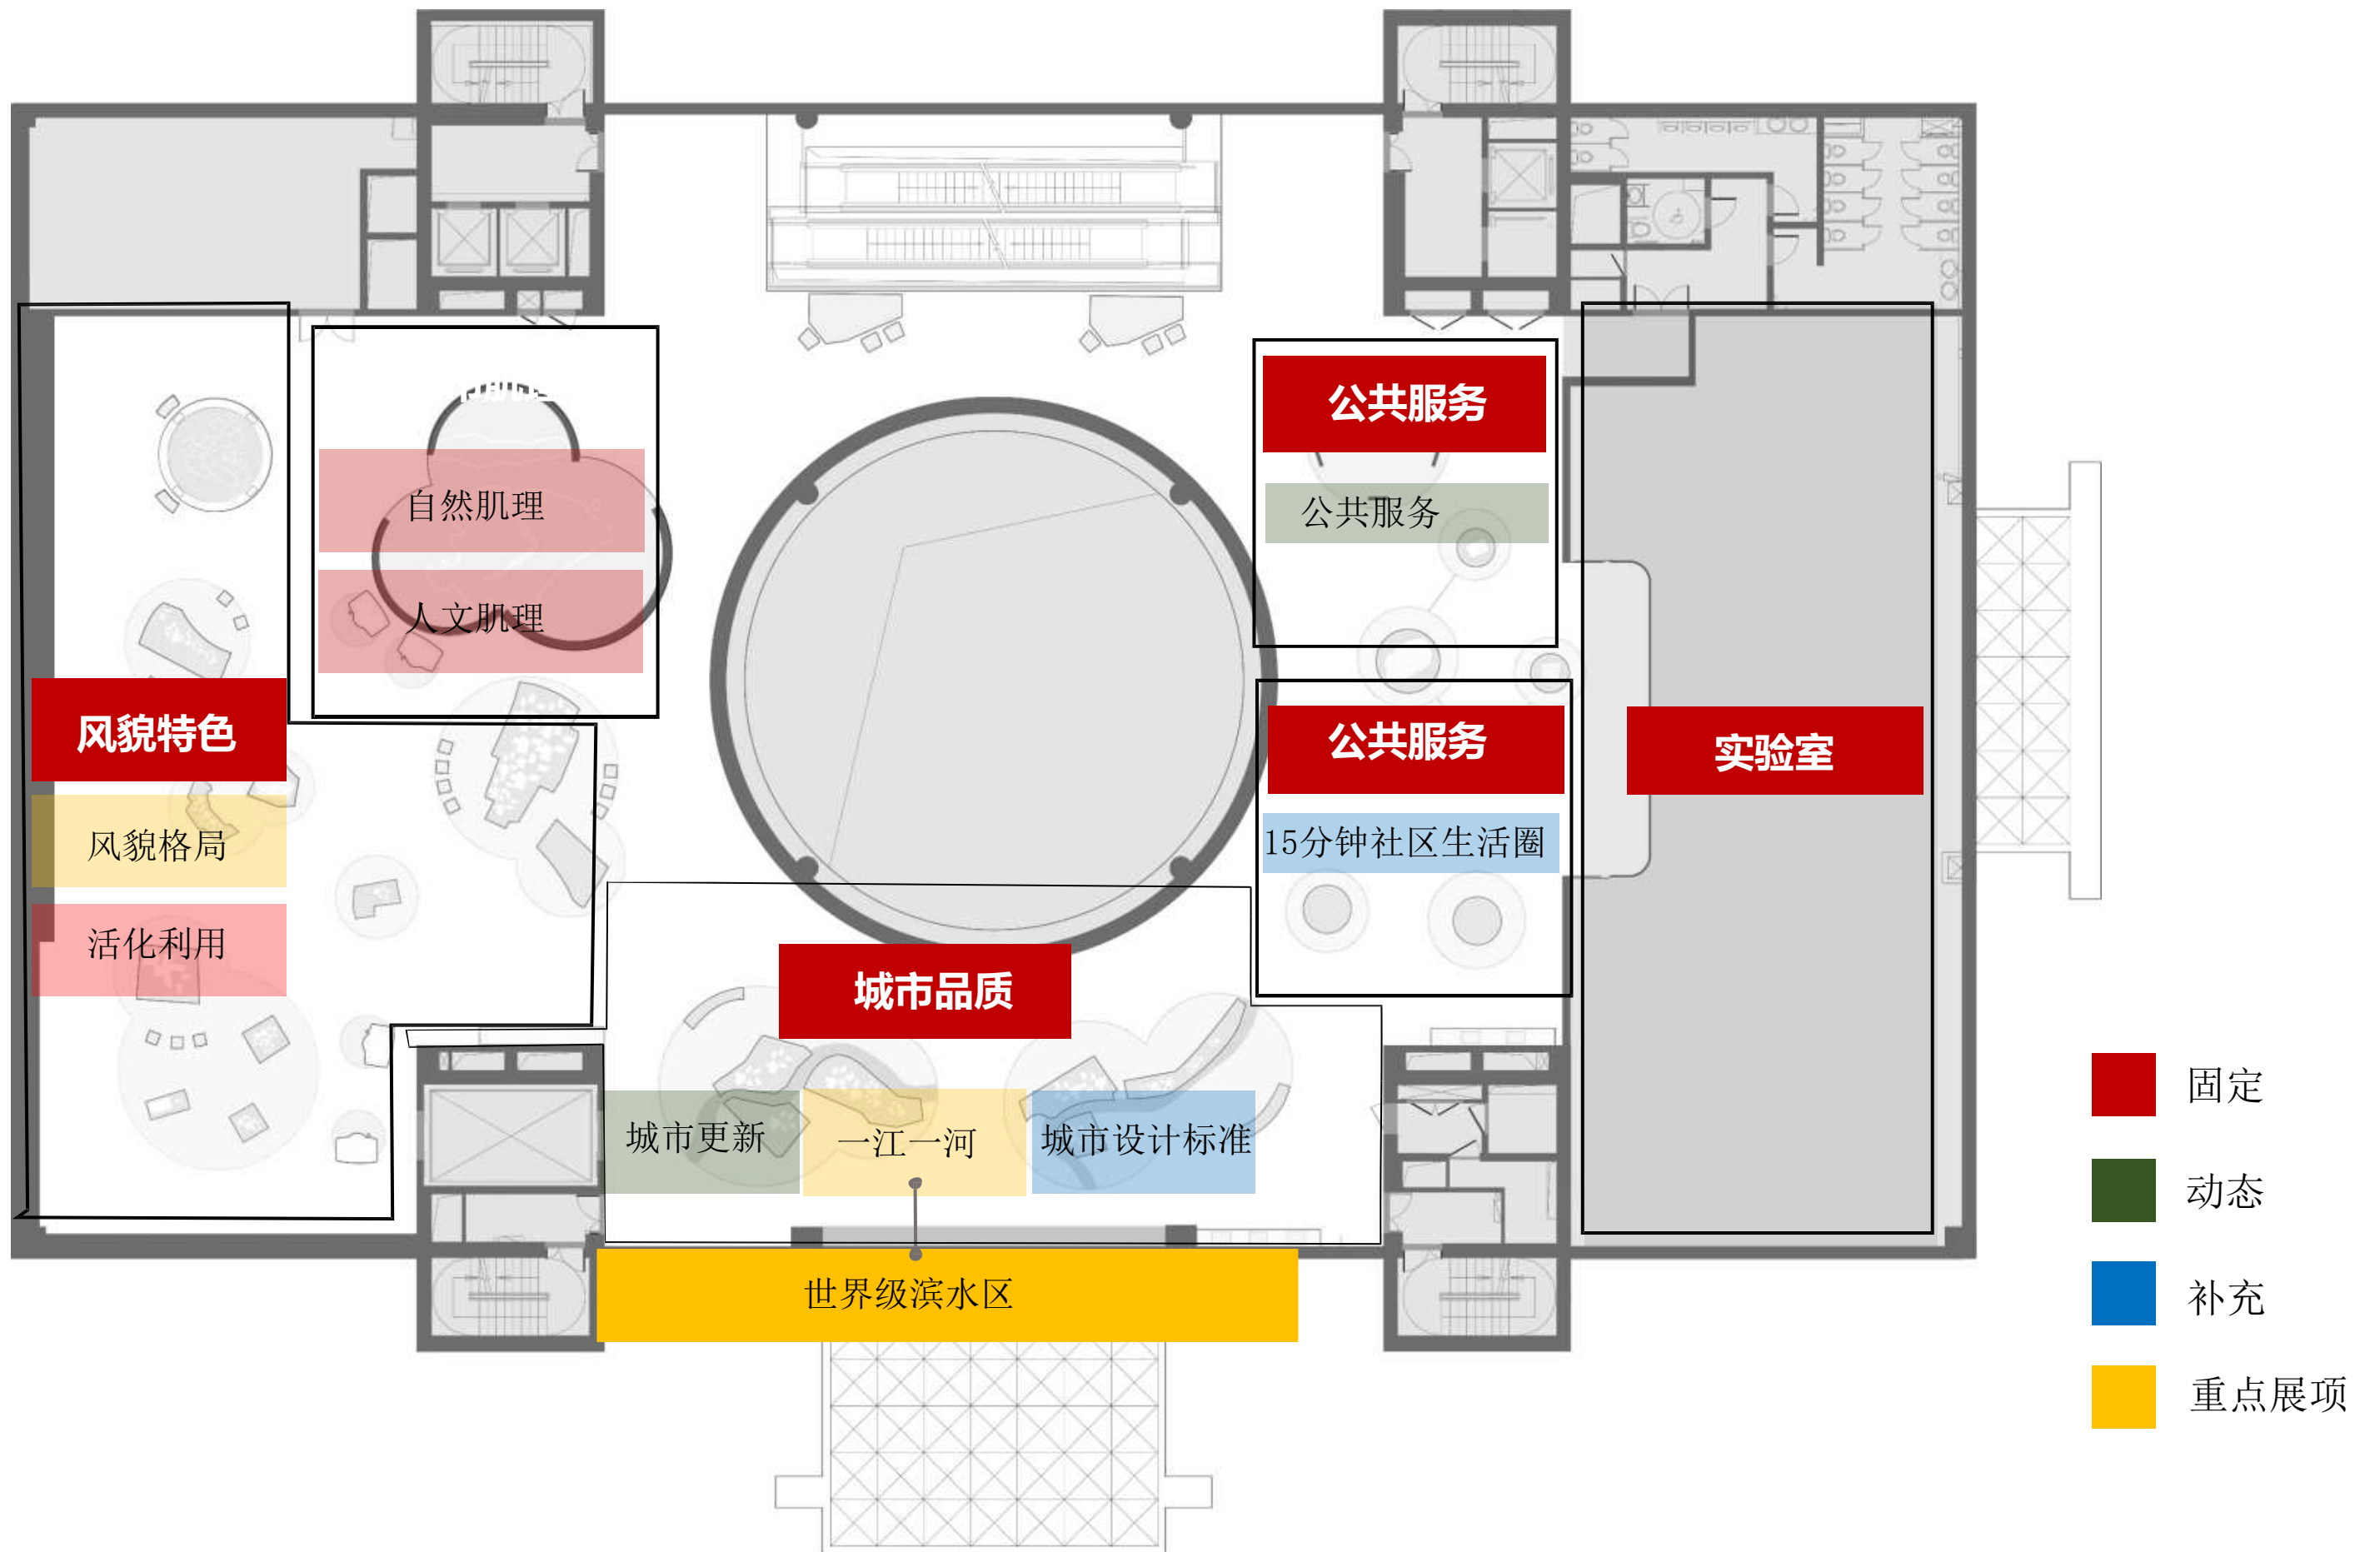 公共服务
公共服务
自然肌理
人文肌理
风貌特色
风貌格局
活化利用
公共服务
15分钟社区生活圈
实验室
城市品质
城市更新
一江一河
城市设计标准
世界级滨水区
固定
动态
补充
重点展项